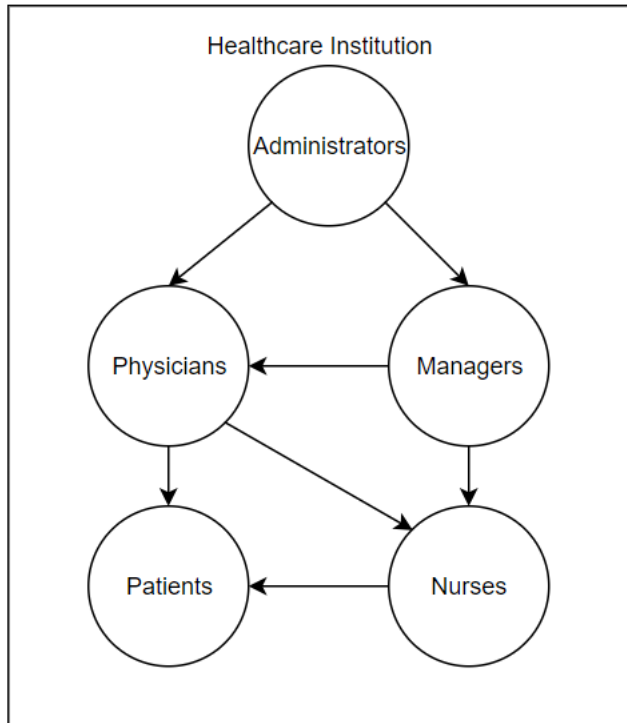 Healthcare Institution
Administrators
Physicians
Managers
Patients
Nurses